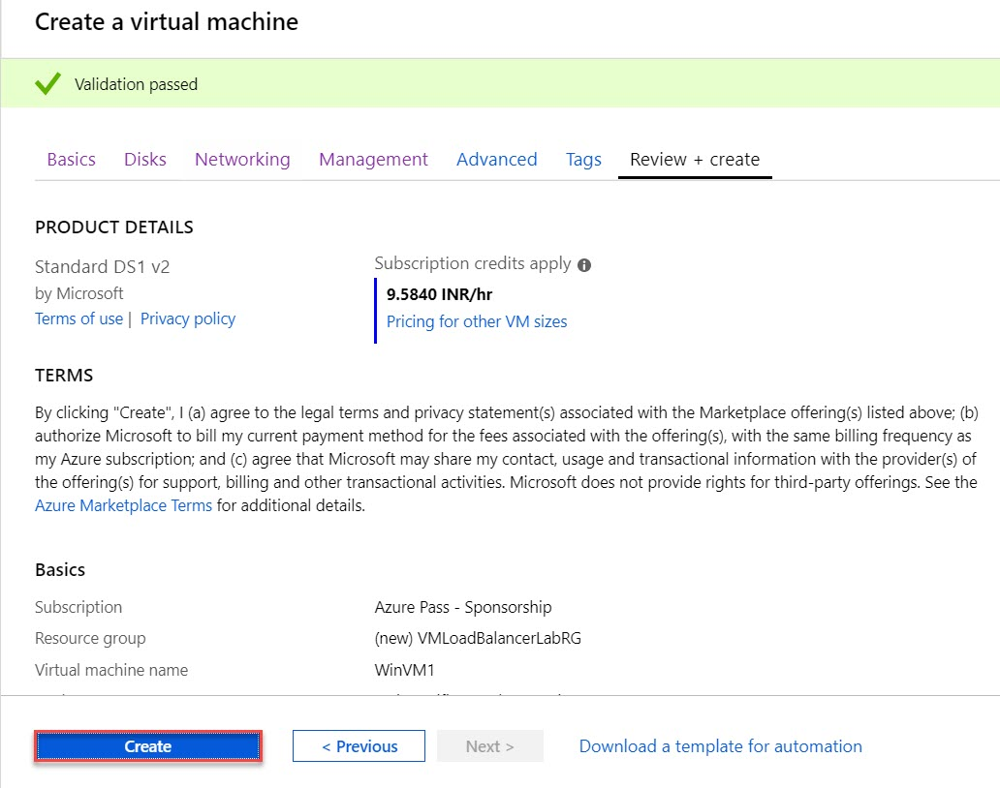 Create a virtual machine
Validation passed
Basics Disks Networking Management Advanced Tags Review + create
PRODUCT DETAILS
Standard DS1 v2
by Microsoft
Terms of use | Privacy policy
Subscription credits apply
9.5840 INR/hr
Pricing for other VM sizes
TERMS
By clicking "Create", I (a) agree to the legal terms and privacy statement(s) associated with the Marketplace offering(s) listed above; (b)
authorize Microsoft to bill my current payment method for the fees associated with the offering(s), with the same billing frequency as
my Azure subscription; and (c) agree that Microsoft may share my contact, usage and transactional information with the provider(s) of
the offering(s) for support, billing and other transactional activities. Microsoft does not provide rights for third-party offerings. See the
Azure Marketplace Terms for additional details.
Basics
Subscription Azure Pass - Sponsorship
Resource group (new) VMLoadBalancerLabRG
Virtual machine name WinVM1
Create < Previous Next > Download a template for automation